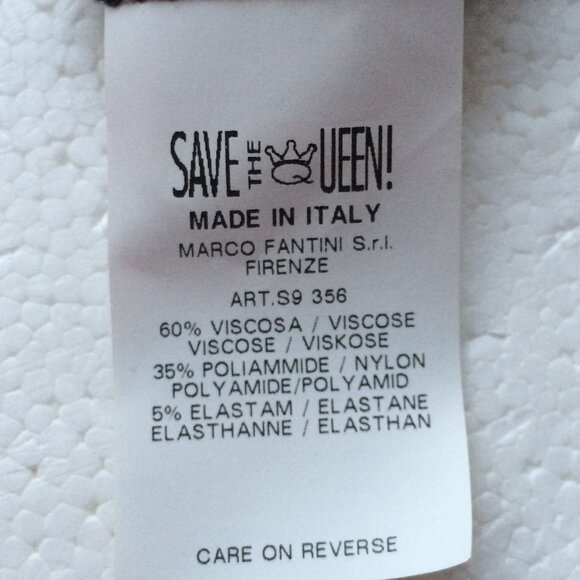 SAVE THE QUEEN!
MADE IN ITALY
MARCO FANTINI S.r.l.
FIRENZE
ART.S9 356
60% VISCOSA / VISCOSE
VISCOSE / VISKOSE
35% POLIAMMIDE / NYLON
POLYAMIDE/POLYAMID
5% ELASTAM / ELASTANE
ELASTHANNE / ELASTHAN
CARE ON REVERSE